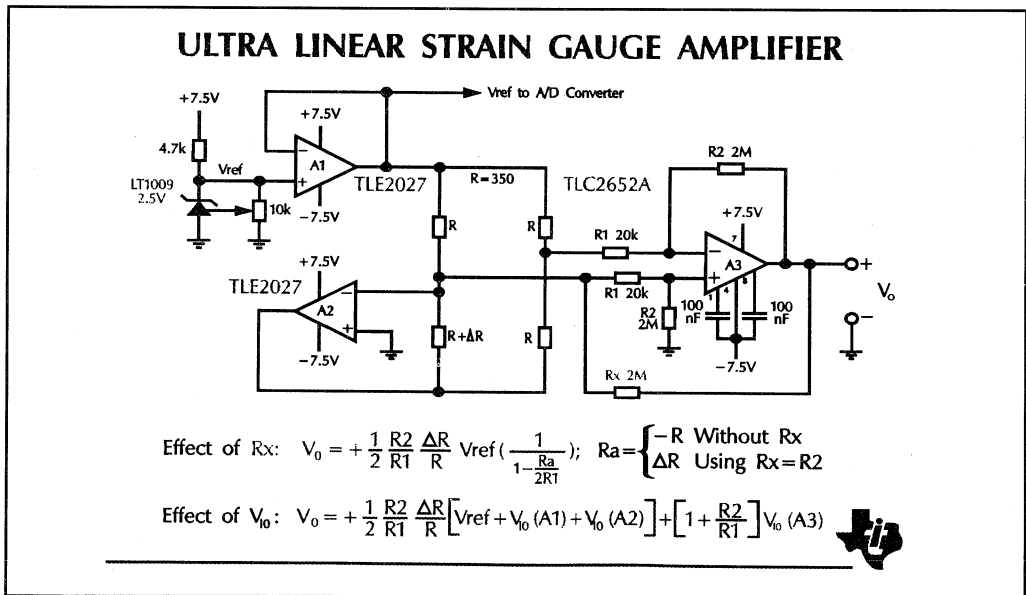 ULTRA LINEAR STRAIN GAUGE AMPLIFIER
Vref to A/D Converter
+7.5V
+7.5V
4.7k
Vref
−
A1
+
LT1009
2.5V
10k
−7.5V
TLE2027
R=350
TLC2652A
R2 2M
R
R
R1 20k
+7.5V
7
−
A3
+
R1 20k
1
4
8
+
Vo
−
R2
2M
100
nF
100
nF
−7.5V
+7.5V
TLE2027
−
A2
+
−7.5V
R+ΔR
R
Rx 2M
Effect of Rx: Vo = + 1/2 R2/R1 ΔR/R Vref ( 1/(1−Ra/2R1) ); Ra= { −R Without Rx
ΔR Using Rx=R2
Effect of VIO: Vo = + 1/2 R2/R1 ΔR/R [Vref + VIO (A1) + VIO (A2)] + [1 + R2/R1] VIO (A3)